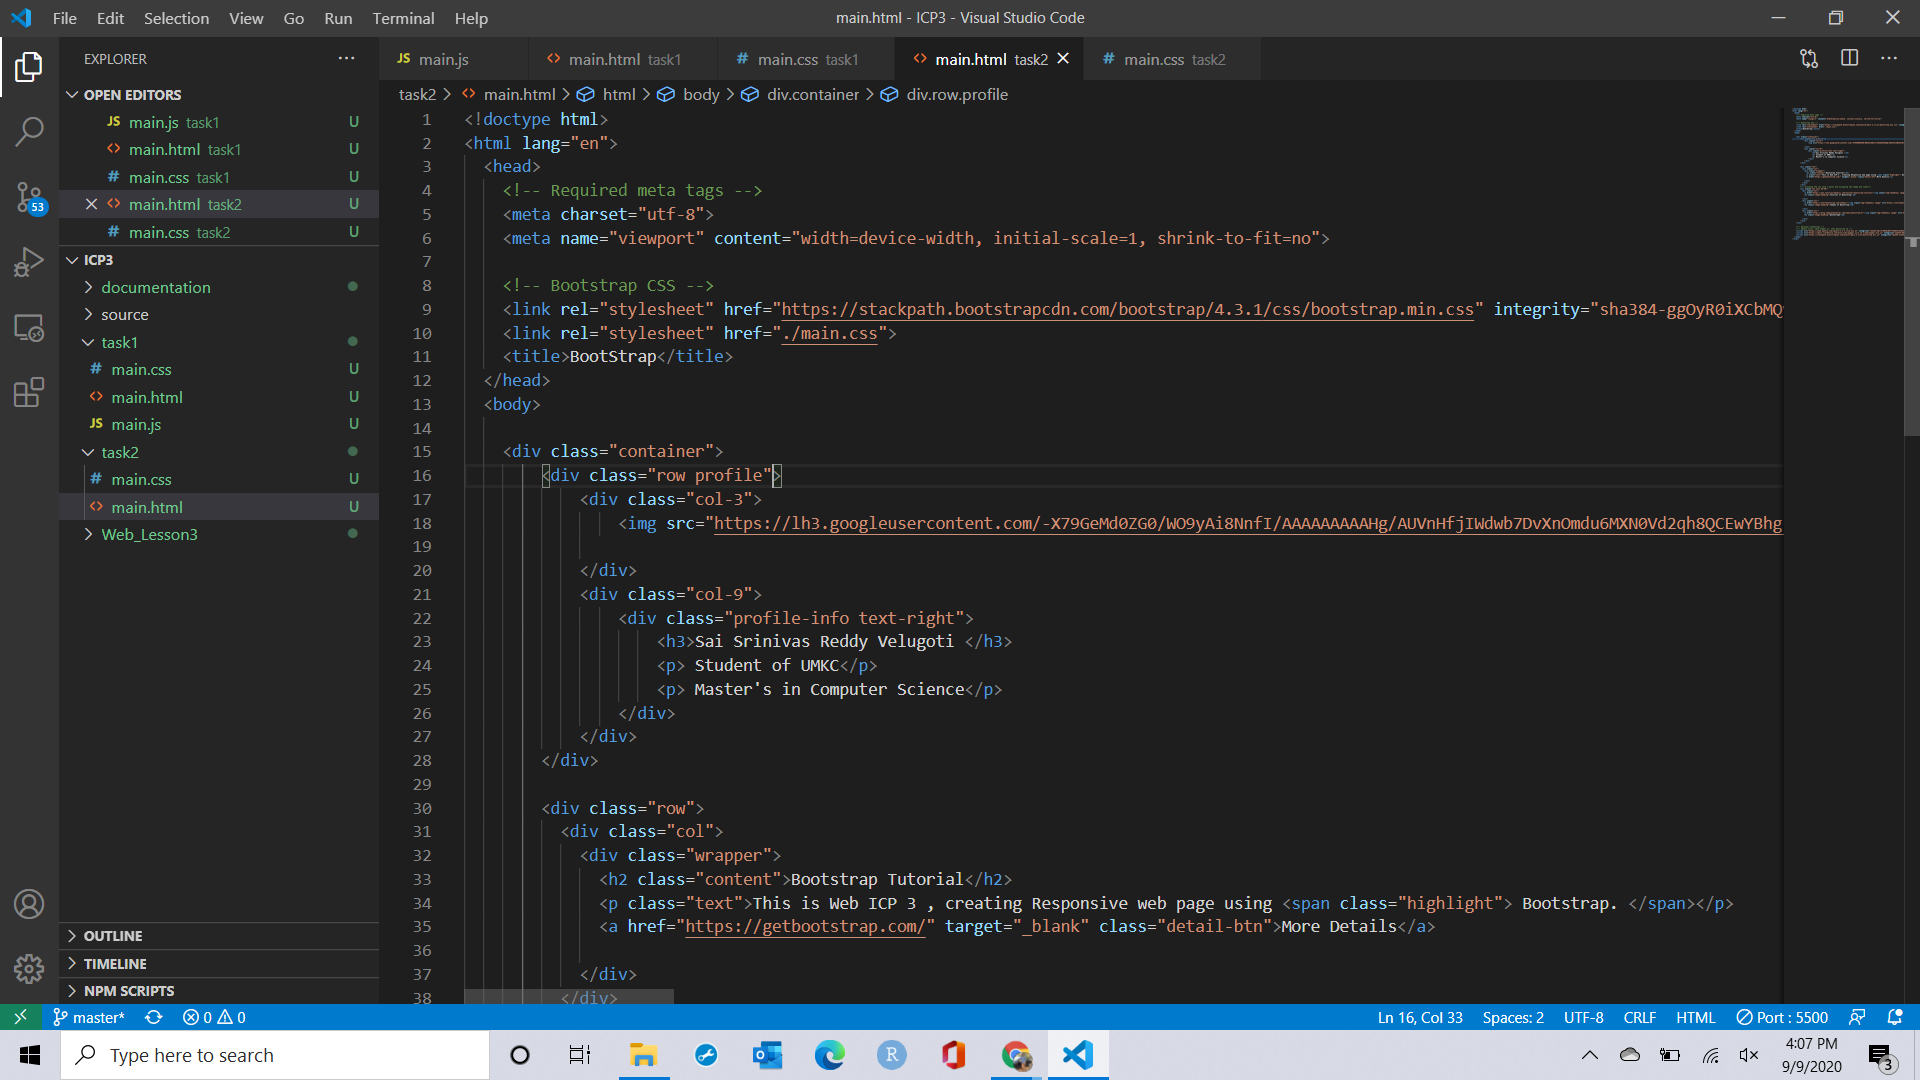 File Edit Selection View Go Run Terminal Help
main.html - ICP3 - Visual Studio Code
EXPLORER
OPEN EDITORS
JS main.js task1 U
<> main.html task1 U
# main.css task1 U
<> main.html task2 U
# main.css task2 U
53
ICP3
documentation
source
task1
# main.css U
<> main.html U
JS main.js U
task2
# main.css U
<> main.html U
Web_Lesson3
OUTLINE
TIMELINE
NPM SCRIPTS
JS main.js <> main.html task1 # main.css task1 <> main.html task2 # main.css task2
task2 > <> main.html > html > body > div.container > div.row.profile
1 <!doctype html>
2 <html lang="en">
3 <head>
4 <!-- Required meta tags -->
5 <meta charset="utf-8">
6 <meta name="viewport" content="width=device-width, initial-scale=1, shrink-to-fit=no">
7
8 <!-- Bootstrap CSS -->
9 <link rel="stylesheet" href="https://stackpath.bootstrapcdn.com/bootstrap/4.3.1/css/bootstrap.min.css" integrity="sha384-ggOyR0iXCbMQ
10 <link rel="stylesheet" href="./main.css">
11 <title>BootStrap</title>
12 </head>
13 <body>
14
15 <div class="container">
16 <div class="row profile">
17 <div class="col-3">
18 <img src="https://lh3.googleusercontent.com/-X79GeMd0ZG0/WO9yAi8NnfI/AAAAAAAAAHg/AUVnHfjIWdwb7DvXnOmdu6MXN0Vd2qh8QCEwYBhg
19
20 </div>
21 <div class="col-9">
22 <div class="profile-info text-right">
23 <h3>Sai Srinivas Reddy Velugoti </h3>
24 <p> Student of UMKC</p>
25 <p> Master's in Computer Science</p>
26 </div>
27 </div>
28 </div>
29
30 <div class="row">
31 <div class="col">
32 <div class="wrapper">
33 <h2 class="content">Bootstrap Tutorial</h2>
34 <p class="text">This is Web ICP 3 , creating Responsive web page using <span class="highlight"> Bootstrap. </span></p>
35 <a href="https://getbootstrap.com/" target="_blank" class="detail-btn">More Details</a>
36
37 </div>
38 </div>
master* 0 0 Ln 16, Col 33 Spaces: 2 UTF-8 CRLF HTML Port : 5500
Type here to search
R
4:07 PM
9/9/2020
3